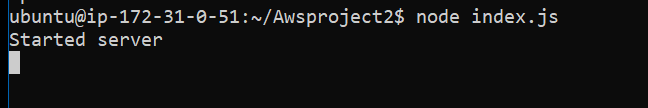 ubuntu@ip-172-31-0-51:~/Awsproject2$ node index.js
Started server